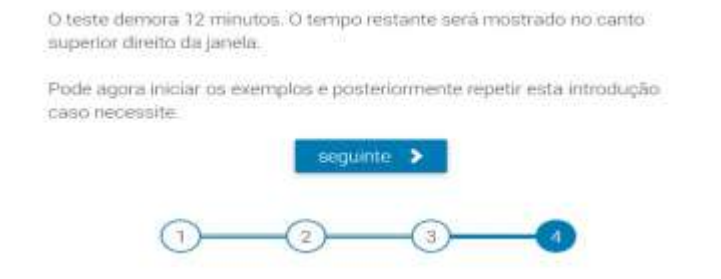 O teste demora 12 minutos. O tempo restante será mostrado no canto
superior direito da janela.
Pode agora iniciar os exemplos e posteriormente repetir esta introdução
caso necessite.
seguinte
1 2 3 4